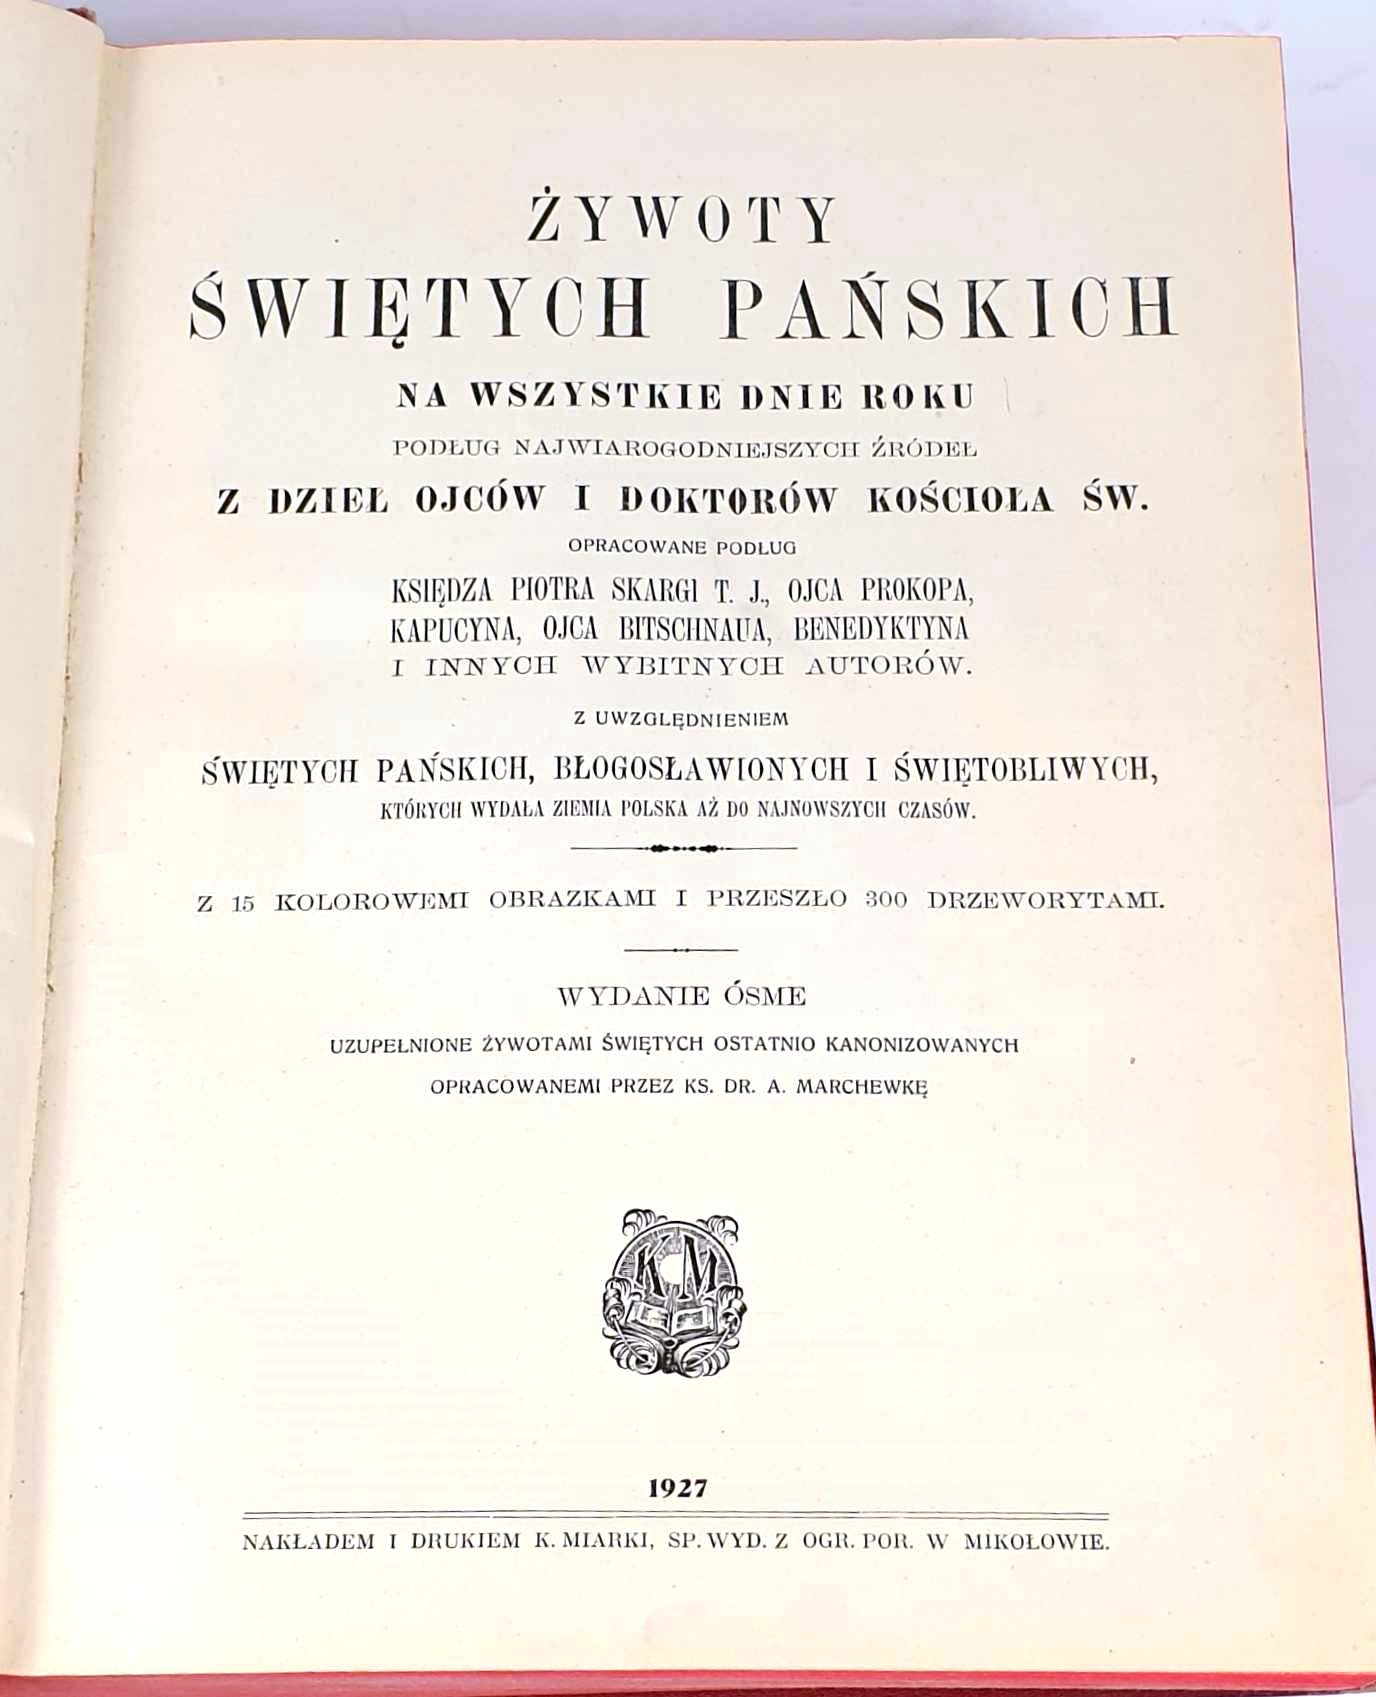 ŻYWOTY
ŚWIĘTYCH PAŃSKICH
NA WSZYSTKIE DNIE ROKU
PODŁUG NAJWIAROGODNIEJSZYCH ŹRÓDEŁ
Z DZIEŁ OJCÓW I DOKTORÓW KOŚCIOŁA ŚW.
OPRACOWANE PODŁUG
KSIĘDZA PIOTRA SKARGI T. J., OJCA PROKOPA,
KAPUCYNA, OJCA BITSCHNAUA, BENEDYKTYNA
I INNYCH WYBITNYCH AUTORÓW.
Z UWZGLĘDNIENIEM
ŚWIĘTYCH PAŃSKICH, BŁOGOSŁAWIONYCH I ŚWIĘTOBLIWYCH,
KTÓRYCH WYDAŁA ZIEMIA POLSKA AŻ DO NAJNOWSZYCH CZASÓW.
Z 15 KOLOROWEMI OBRAZKAMI I PRZESZŁO 300 DRZEWORYTAMI.
WYDANIE ÓSME
UZUPEŁNIONE ŻYWOTAMI ŚWIĘTYCH OSTATNIO KANONIZOWANYCH
OPRACOWANEMI PRZEZ KS. DR. A. MARCHEWKĘ
KM
1927
NAKŁADEM I DRUKIEM K. MIARKI, SP. WYD. Z OGR. POR. W MIKOŁOWIE.